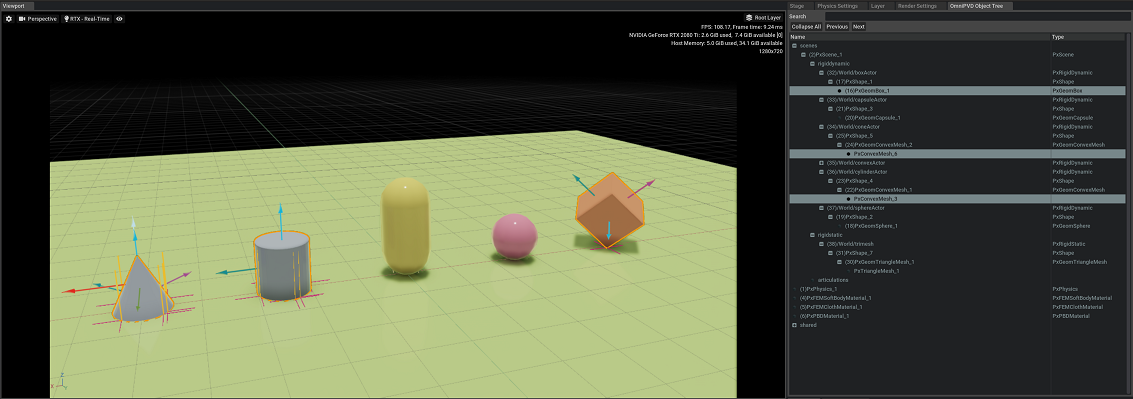 Viewport
Perspective
RTX - Real-Time
Root Layer
FPS: 108.17, Frame time: 9.24 ms
NVIDIA GeForce RTX 2080 Ti: 2.6 GiB used, 7.4 GiB available [0]
Host Memory: 5.0 GiB used, 34.1 GiB available
1280x720
Z
X
Stage Physics Settings Layer Render Settings OmniPVD Object Tree
Search
Collapse All Previous Next
Name Type
scenes
(2)PxScene_1 PxScene
rigiddynamic
(32)/World/boxActor PxRigidDynamic
(17)PxShape_1 PxShape
(16)PxGeomBox_1 PxGeomBox
(33)/World/capsuleActor PxRigidDynamic
(21)PxShape_3 PxShape
(20)PxGeomCapsule_1 PxGeomCapsule
(34)/World/coneActor PxRigidDynamic
(25)PxShape_5 PxShape
(24)PxGeomConvexMesh_2 PxGeomConvexMesh
PxConvexMesh_6
(35)/World/convexActor PxRigidDynamic
(36)/World/cylinderActor PxRigidDynamic
(23)PxShape_4 PxShape
(22)PxGeomConvexMesh_1 PxGeomConvexMesh
PxConvexMesh_3
(37)/World/sphereActor PxRigidDynamic
(19)PxShape_2 PxShape
(18)PxGeomSphere_1 PxGeomSphere
rigidstatic
(38)/World/trimesh PxRigidStatic
(31)PxShape_7 PxShape
(30)PxGeomTriangleMesh_1 PxGeomTriangleMesh
PxTriangleMesh_1
articulations
(1)PxPhysics_1 PxPhysics
(4)PxFEMSoftBodyMaterial_1 PxFEMSoftBodyMaterial
(5)PxFEMClothMaterial_1 PxFEMClothMaterial
(6)PxPBDMaterial_1 PxPBDMaterial
shared